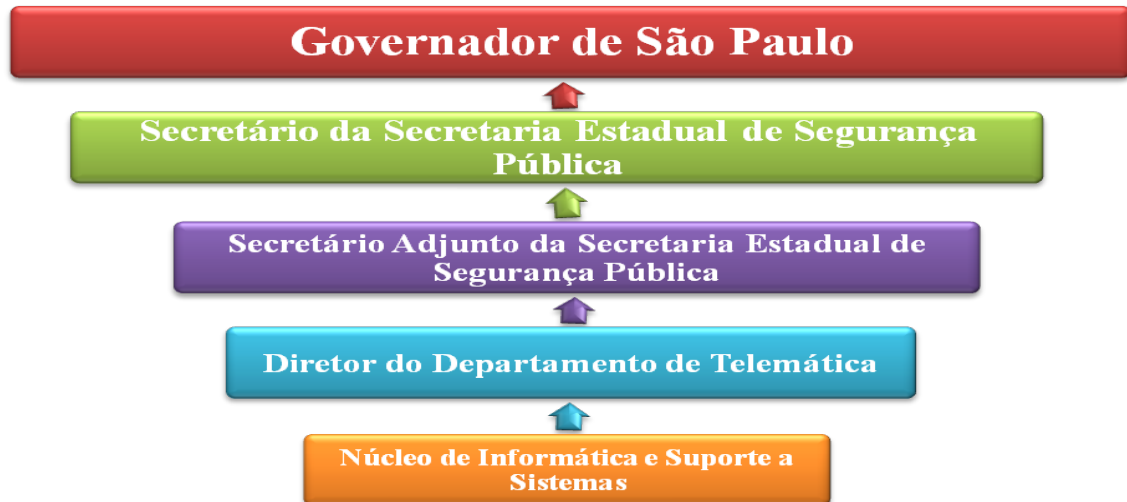 Governador de São Paulo
Secretário da Secretaria Estadual de Segurança
Pública
Secretário Adjunto da Secretaria Estadual de
Segurança Pública
Diretor do Departamento de Telemática
Núcleo de Informática e Suporte a
Sistemas